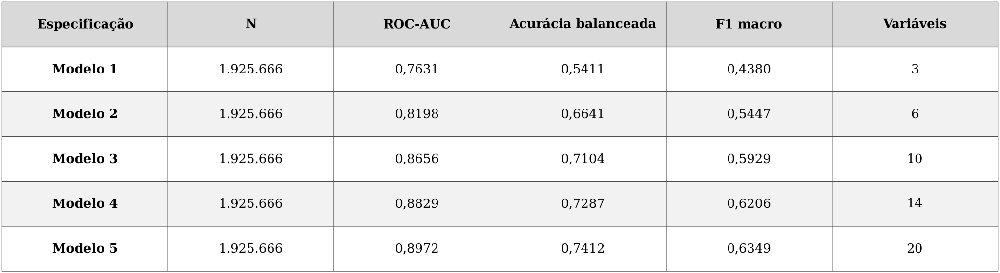 Especificação N ROC-AUC Acurácia balanceada F1 macro Variáveis
Modelo 1 1.925.666 0,7631 0,5411 0,4380 3
Modelo 2 1.925.666 0,8198 0,6641 0,5447 6
Modelo 3 1.925.666 0,8656 0,7104 0,5929 10
Modelo 4 1.925.666 0,8829 0,7287 0,6206 14
Modelo 5 1.925.666 0,8972 0,7412 0,6349 20